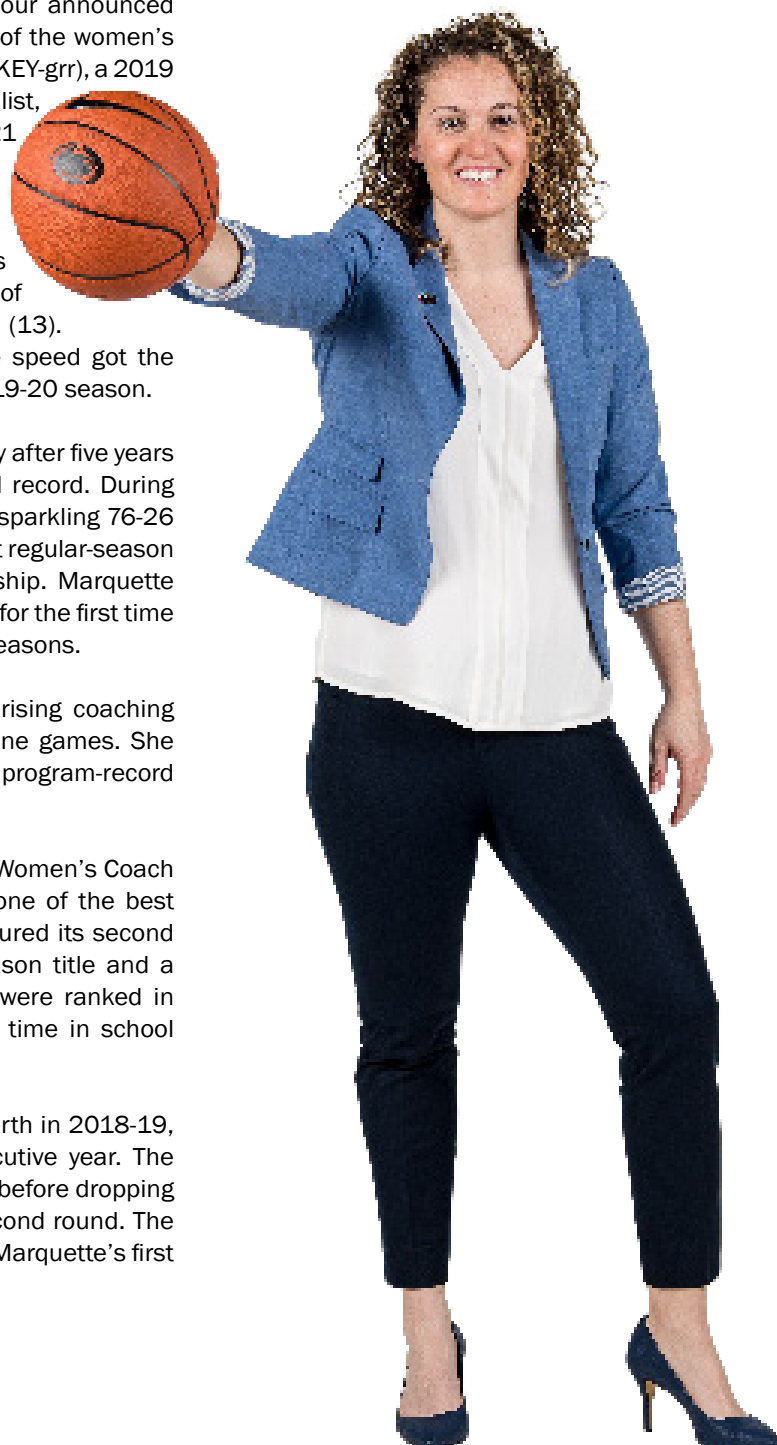 our announced
of the women's
KEY-grr), a 2019
list,
21
s
of
(13).
speed got the
19-20 season.
y after five years
record. During
sparkling 76-26
t regular-season
ship. Marquette
for the first time
easons.
rising coaching
ne games. She
program-record
Women's Coach
one of the best
ured its second
son title and a
were ranked in
time in school
rth in 2018-19,
cutive year. The
before dropping
cond round. The
Marquette's first